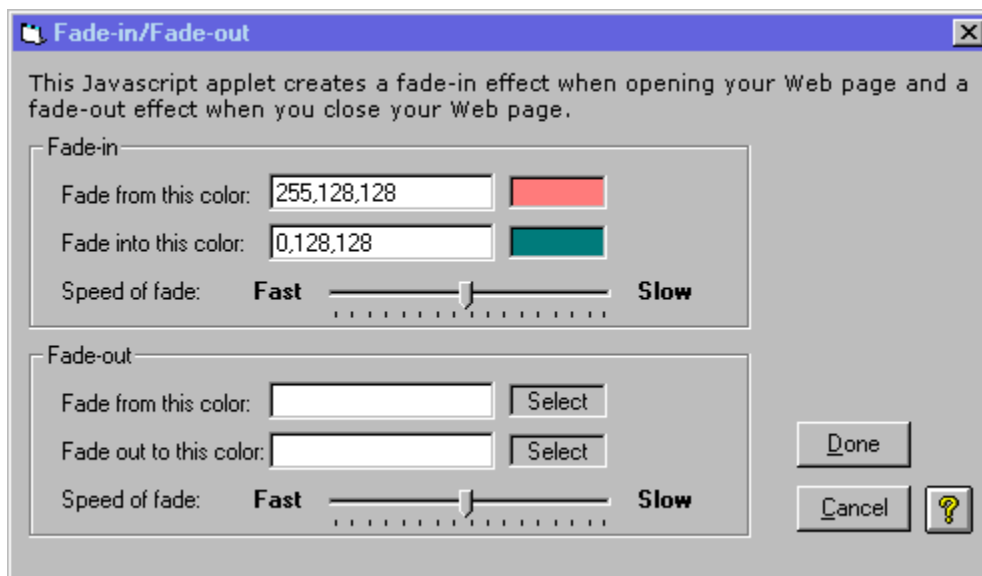 Fade-in/Fade-out
This Javascript applet creates a fade-in effect when opening your Web page and a
fade-out effect when you close your Web page.
Fade-in
Fade from this color: 255,128,128
Fade into this color: 0,128,128
Speed of fade: Fast Slow
Fade-out
Fade from this color: Select
Fade out to this color: Select
Speed of fade: Fast Slow
Done
Cancel ?